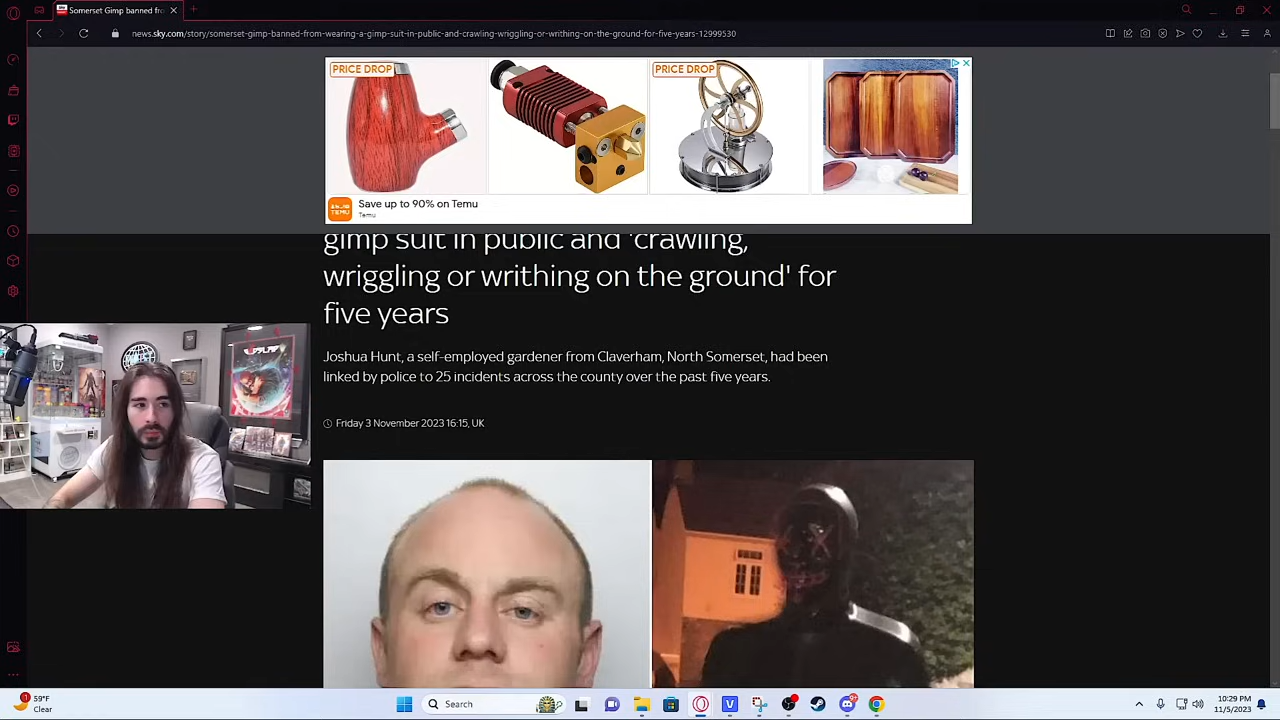 Somerset Gimp banned fro
news.sky.com/story/somerset-gimp-banned-from-wearing-a-gimp-suit-in-public-and-crawling-wriggling-or-writhing-on-the-ground-for-five-years-12999530
PRICE DROP
PRICE DROP
TEMU
Save up to 90% on Temu
Temu
gimp suit in public and 'crawling,
wriggling or writhing on the ground' for
five years
Joshua Hunt, a self-employed gardener from Claverham, North Somerset, had been
linked by police to 25 incidents across the county over the past five years.
Friday 3 November 2023 16:15, UK
1
59°F
Clear
Search
10:29 PM
11/5/2023